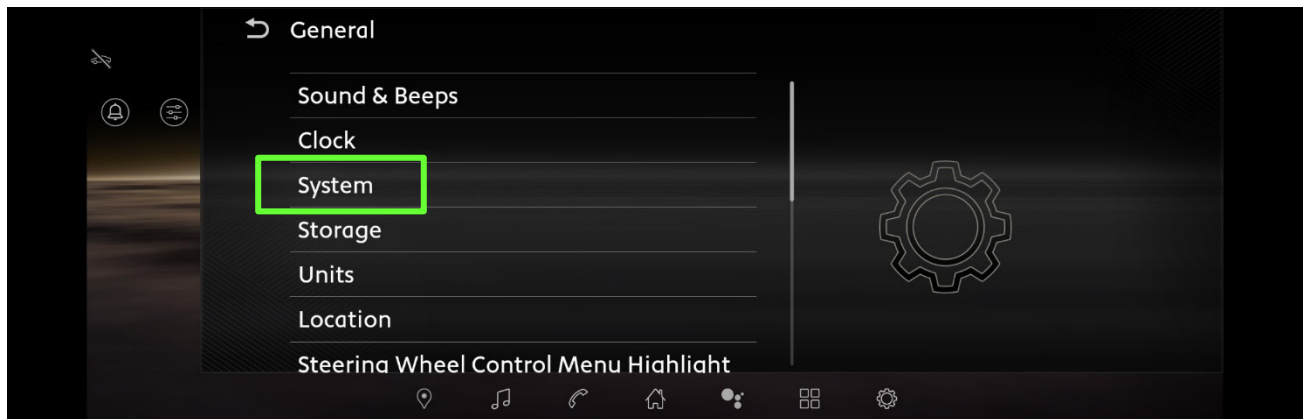 General
Sound & Beeps
Clock
System
Storage
Units
Location
Steering Wheel Control Menu Highlight